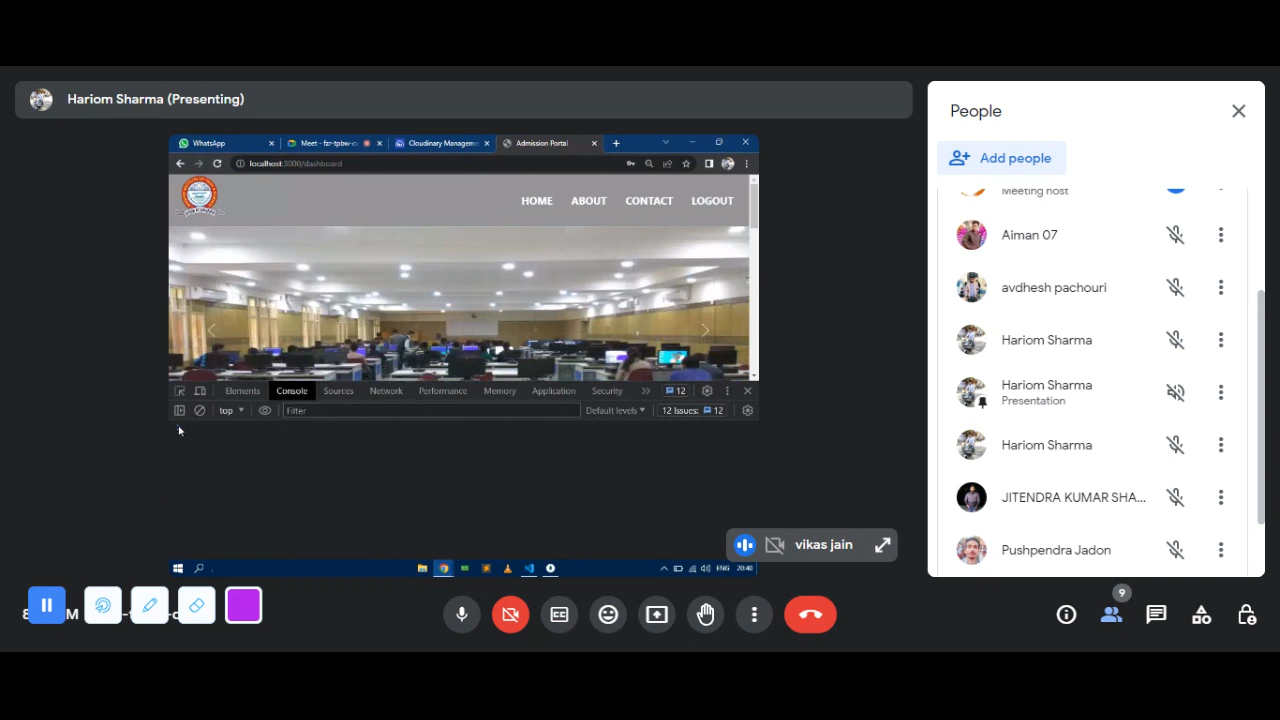 Hariom Sharma (Presenting)
WhatsApp
Meet - fzr-tpbw-c
Cloudinary Manageme
Admission Portal
localhost:3000/dashboard
HOME ABOUT CONTACT LOGOUT
Elements Console Sources Network Performance Memory Application Security 12
top Filter Default levels 12 Issues: 12
vikas jain
ENG 20:40
People
Add people
Meeting host
Aiman 07
avdhesh pachouri
Hariom Sharma
Hariom Sharma
Presentation
Hariom Sharma
JITENDRA KUMAR SHA...
Pushpendra Jadon
9